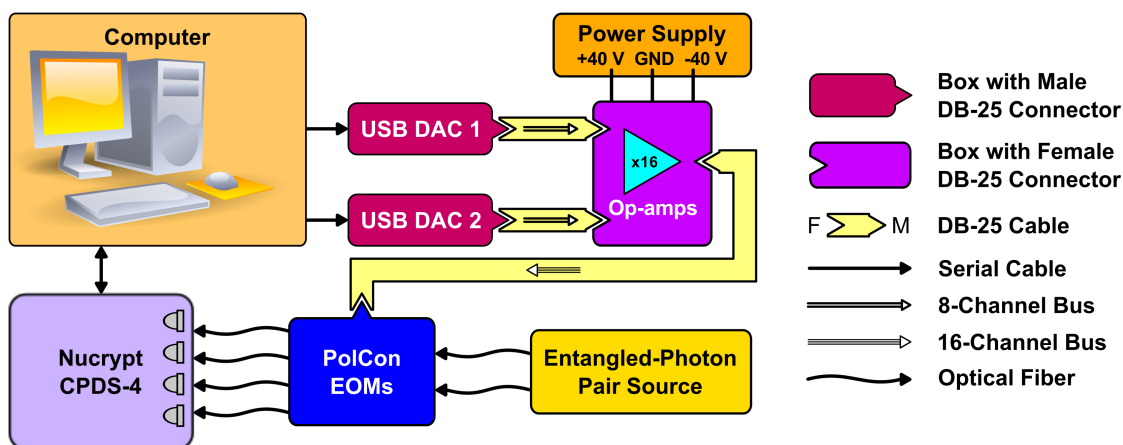 Computer
Power Supply
+40 V GND -40 V
USB DAC 1
x16
USB DAC 2
Op-amps
Nucrypt
CPDS-4
PolCon
EOMs
Entangled-Photon
Pair Source
Box with Male
DB-25 Connector
Box with Female
DB-25 Connector
F M DB-25 Cable
Serial Cable
8-Channel Bus
16-Channel Bus
Optical Fiber